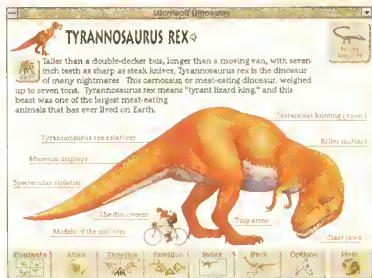 Microsoft Dinosaurs
TYRANNOSAURUS REX
Taller than a double-decker bus, longer than a moving van, with seven-
inch teeth as sharp as steak knives, Tyrannosaurus rex is the dinosaur
of many nightmares. This carnosaur, or meat-eating dinosaur, weighed
up to seven tons. Tyrannosaurus rex means "tyrant lizard king," and this
beast was one of the largest meat-eating
animals that has ever lived on Earth.
Cretaceous hunting
Tyrannosaurus rex relatives
Killer instinct
Museum displays
Spectacular skeleton
The discoverer
Tiny arms
Models of the
Giant jaws
Contents
Atlas
Timeline
Families
Index
Back
Options
Help